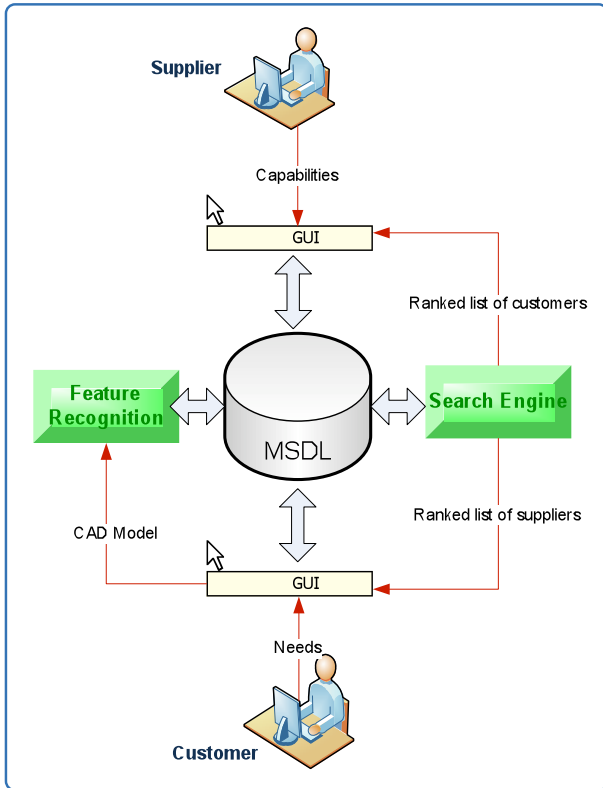 Supplier
Capabilities
GUI
Ranked list of customers
Feature
Recognition
Search Engine
MSDL
Ranked list of suppliers
CAD Model
GUI
Needs
Customer